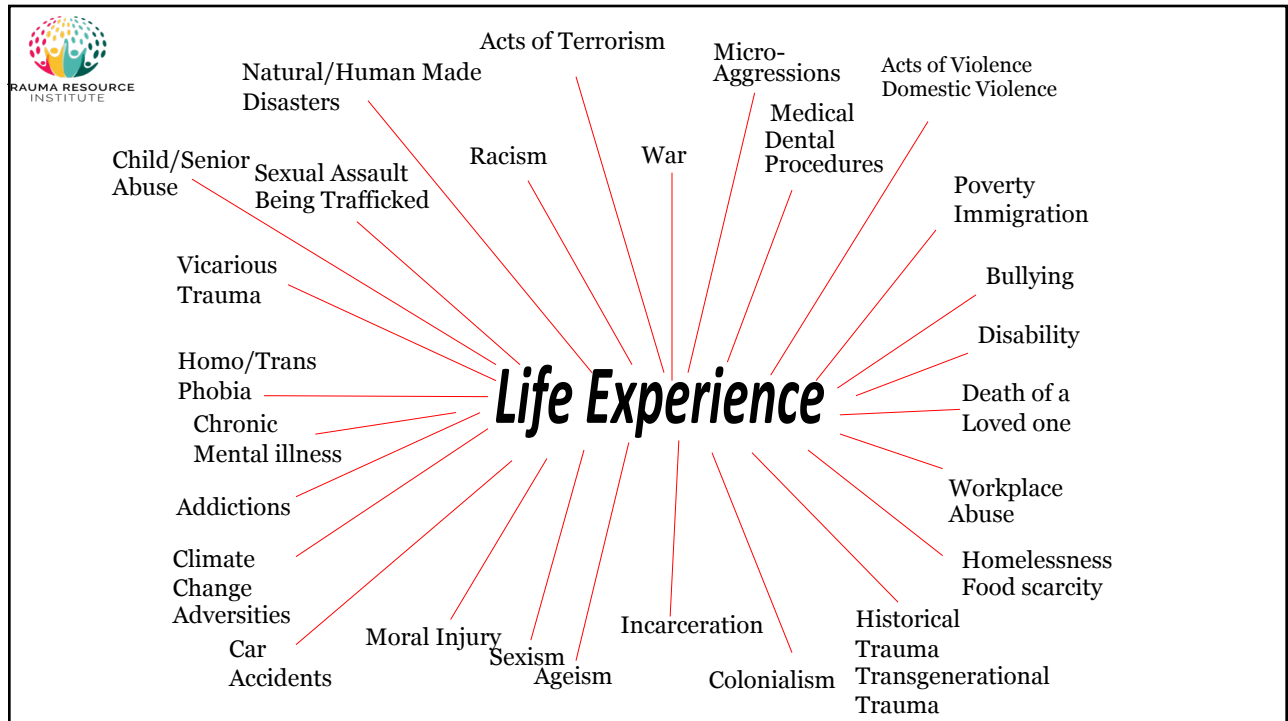 RAUMA RESOURCE
INSTITUTE
Acts of Terrorism
Natural/Human Made
Disasters
Micro-
Aggressions
Acts of Violence
Domestic Violence
Medical
Dental
Procedures
Child/Senior
Abuse
Sexual Assault
Being Trafficked
Racism
War
Poverty
Immigration
Vicarious
Trauma
Bullying
Disability
Homo/Trans
Phobia
Life Experience
Death of a
Loved one
Chronic
Mental illness
Addictions
Workplace
Abuse
Climate
Change
Adversities
Homelessness
Food scarcity
Car
Accidents
Moral Injury
Sexism
Ageism
Incarceration
Colonialism
Historical
Trauma
Transgenerational
Trauma